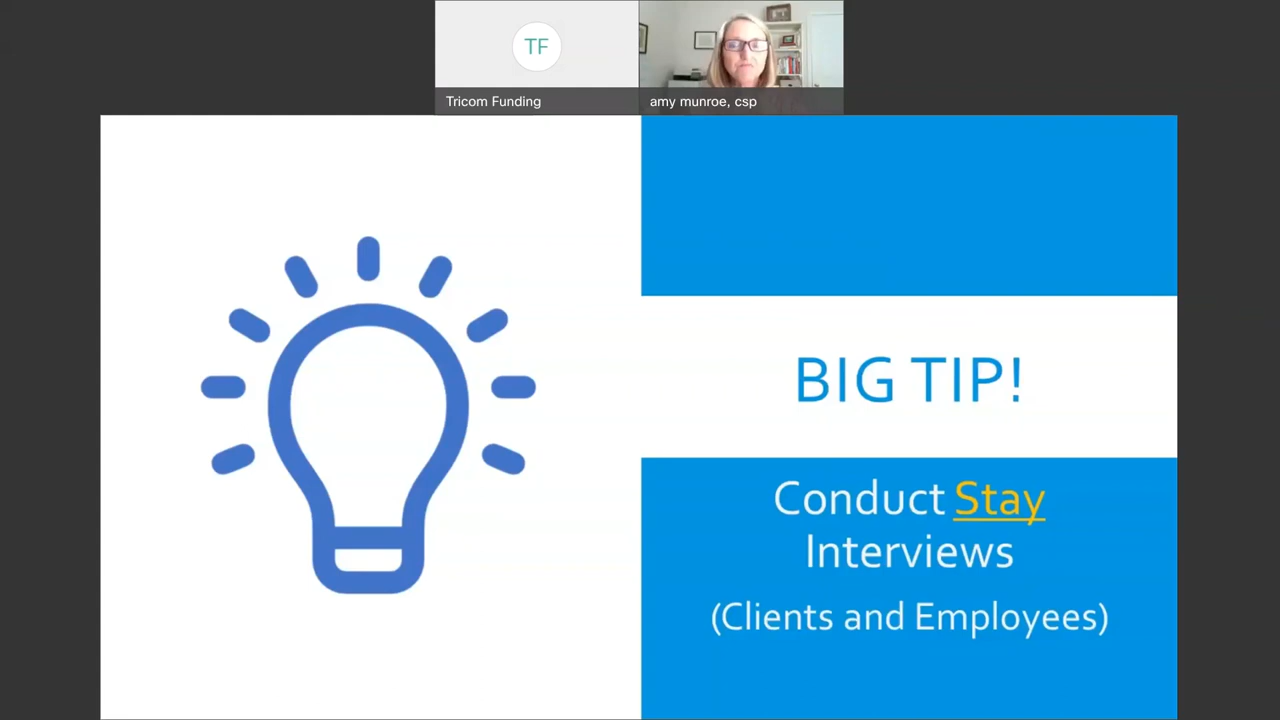 TF
Tricom Funding
amy munroe, csp
BIG TIP!
Conduct Stay
Interviews
(Clients and Employees)